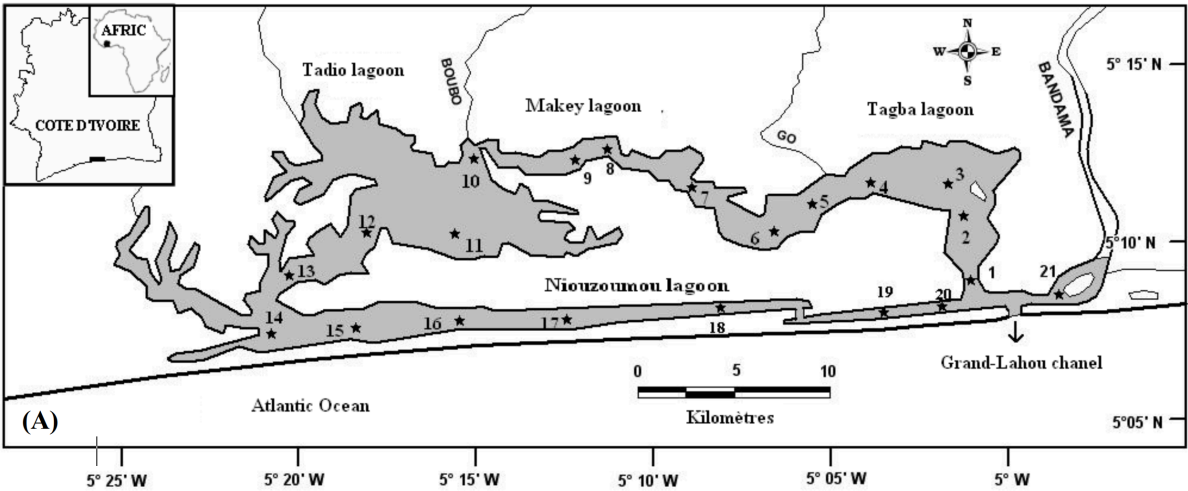 AFRIC
COTE D'IVOIRE
Tadio lagoon
BOUBO
Makey lagoon
GO
Tagba lagoon
N
W E
S
BANDAMA
5° 15' N
5°10' N
5°05' N
1
2
3
4
5
6
7
8
9
10
11
12
13
14
15
16
17
18
19
20
21
Niouzoumou lagoon
Grand-Lahou chanel
0 5 10
Kilomètres
Atlantic Ocean
(A)
5° 25' W
5° 20' W
5° 15' W
5° 10' W
5° 05' W
5° W